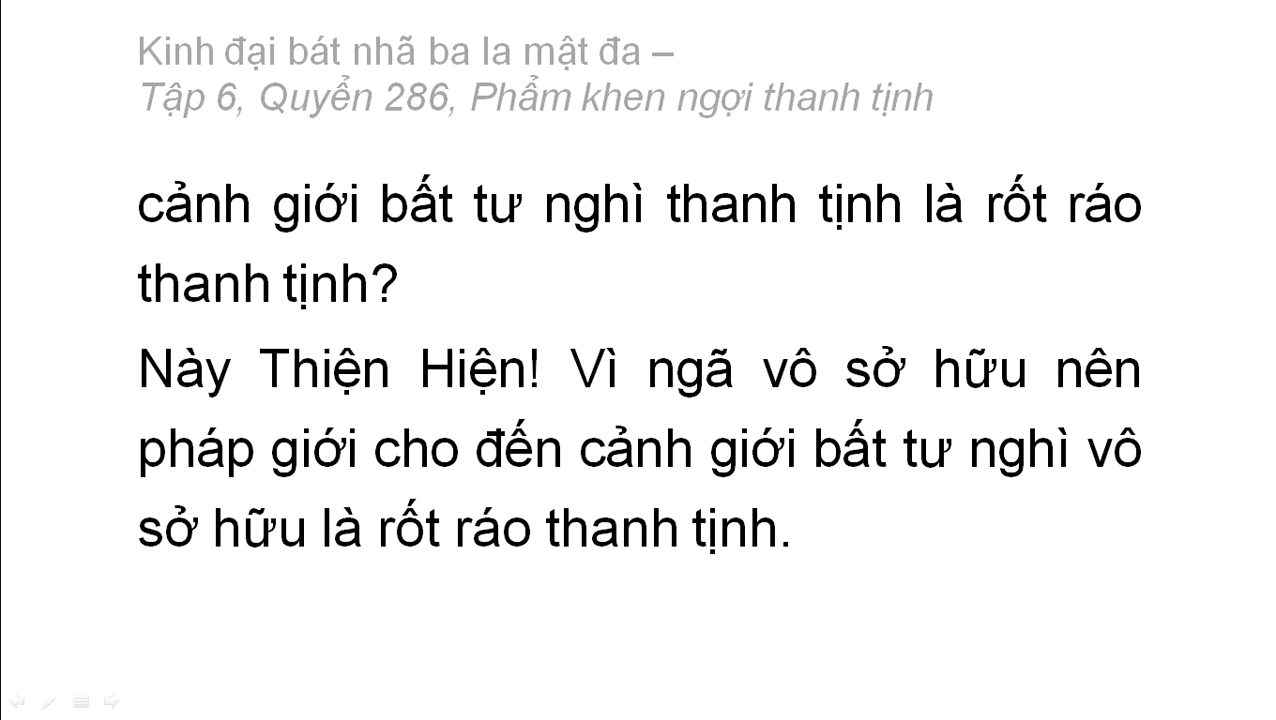 Kinh đại bát nhã ba la mật đa –
Tập 6, Quyển 286, Phẩm khen ngợi thanh tịnh
cảnh giới bất tư nghì thanh tịnh là rốt ráo
thanh tịnh?
Này Thiện Hiện! Vì ngã vô sở hữu nên
pháp giới cho đến cảnh giới bất tư nghì vô
sở hữu là rốt ráo thanh tịnh.